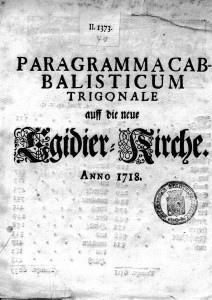 II. 1373.
PARAGRAMMA CAB-
BALISTICUM
TRIGONALE
auff die neue
Egidier-Kirche.
ANNO 1718.